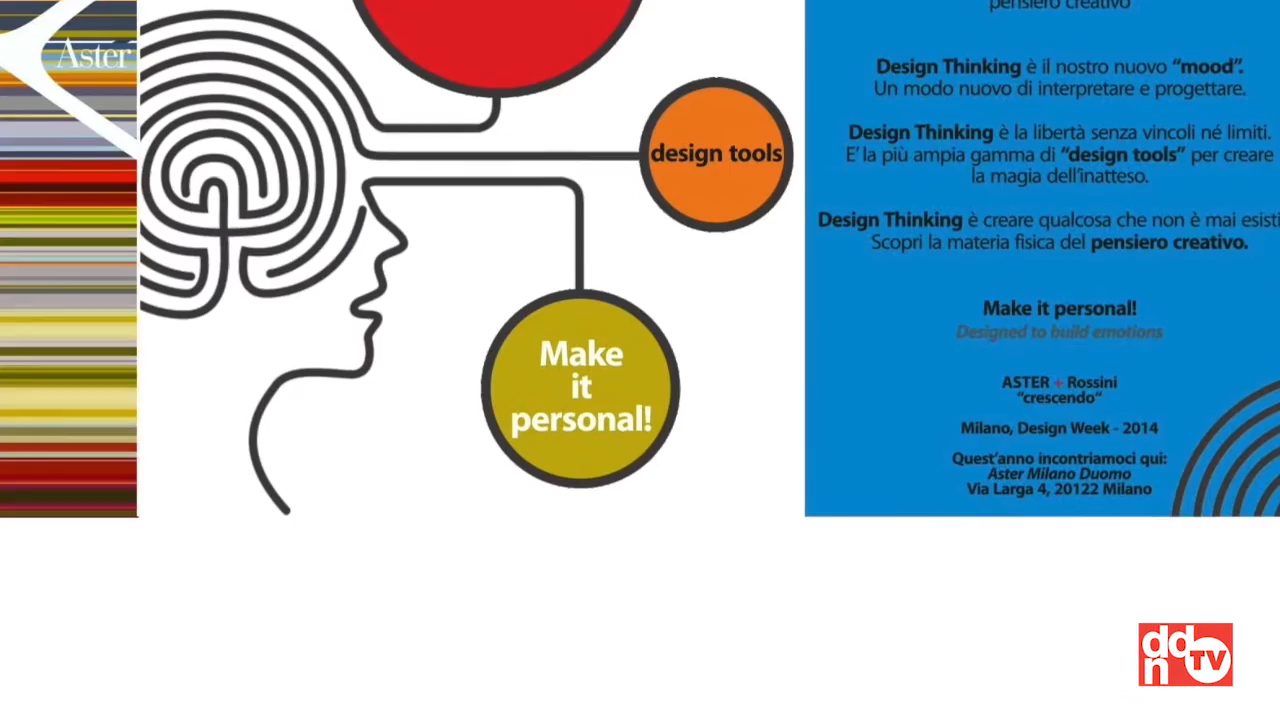 Aster
design tools
Make
it
personal!
pensiero creativo
Design Thinking è il nostro nuovo “mood”.
Un modo nuovo di interpretare e progettare.
Design Thinking è la libertà senza vincoli né limiti.
E’ la più ampia gamma di “design tools” per creare
la magia dell’inatteso.
Design Thinking è creare qualcosa che non è mai esisti
Scopri la materia fisica del pensiero creativo.
Make it personal!
Designed to build emotions
ASTER + Rossini
“crescendo”
Milano, Design Week - 2014
Quest’anno incontriamoci qui:
Aster Milano Duomo
Via Larga 4, 20122 Milano
ddn TV